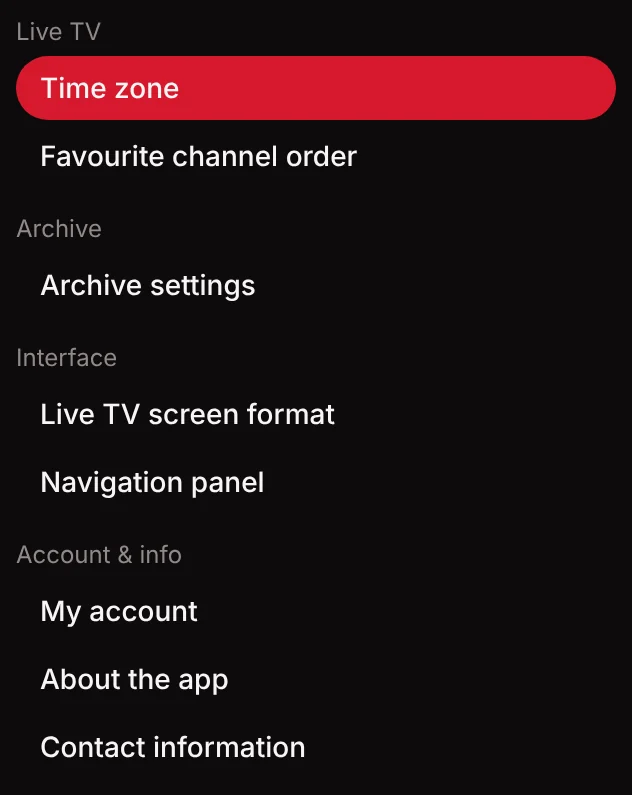 Live TV
Time zone
Favourite channel order
Archive
Archive settings
Interface
Live TV screen format
Navigation panel
Account & info
My account
About the app
Contact information